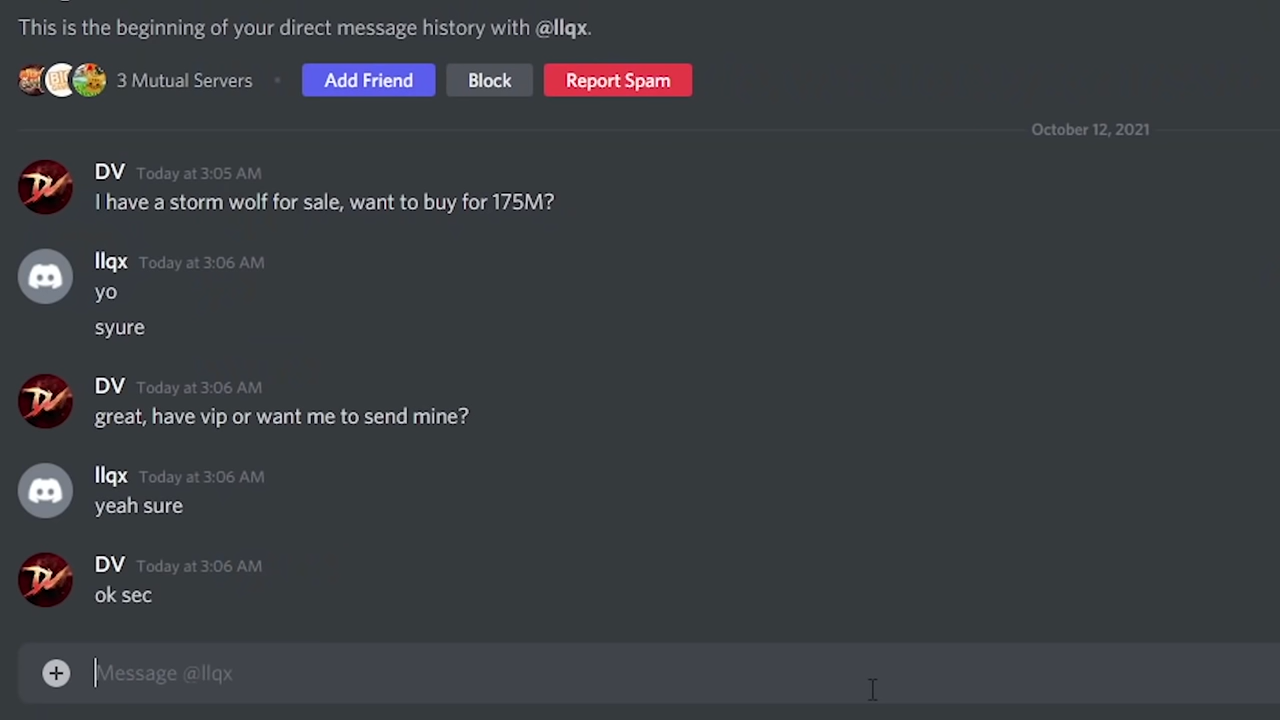 This is the beginning of your direct message history with @llqx.
3 Mutual Servers • Add Friend Block Report Spam
October 12, 2021
DV Today at 3:05 AM
I have a storm wolf for sale, want to buy for 175M?
llqx Today at 3:06 AM
yo
syure
DV Today at 3:06 AM
great, have vip or want me to send mine?
llqx Today at 3:06 AM
yeah sure
DV Today at 3:06 AM
ok sec
Message @llqx